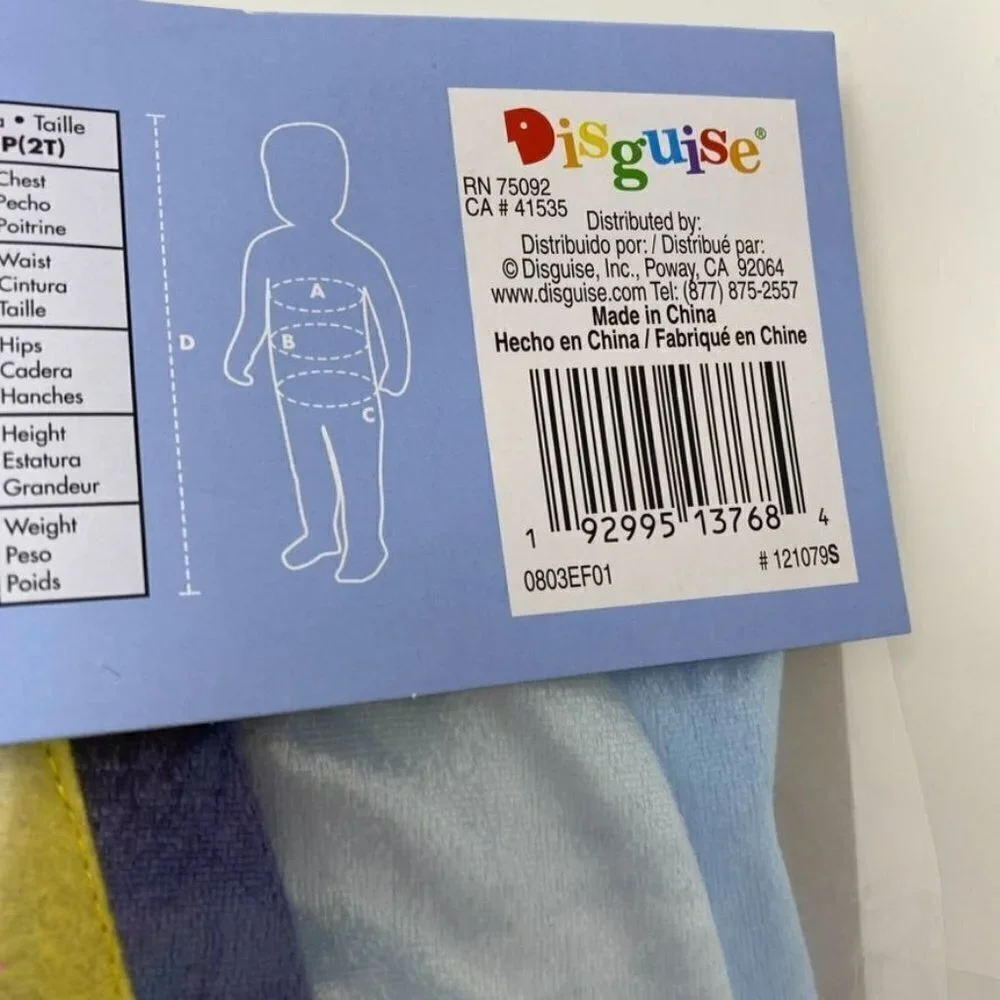 • Taille
P(2T)
Chest
Pecho
Poitrine
Waist
Cintura
Taille
Hips
Cadera
Hanches
Height
Estatura
Grandeur
Weight
Peso
Poids
A
B
C
D
Disguise®
RN 75092
CA # 41535
Distributed by:
Distribuido por: / Distribué par:
© Disguise, Inc., Poway, CA 92064
www.disguise.com Tel: (877) 875-2557
Made in China
Hecho en China / Fabriqué en Chine
1 92995 13768 4
0803EF01
# 121079S